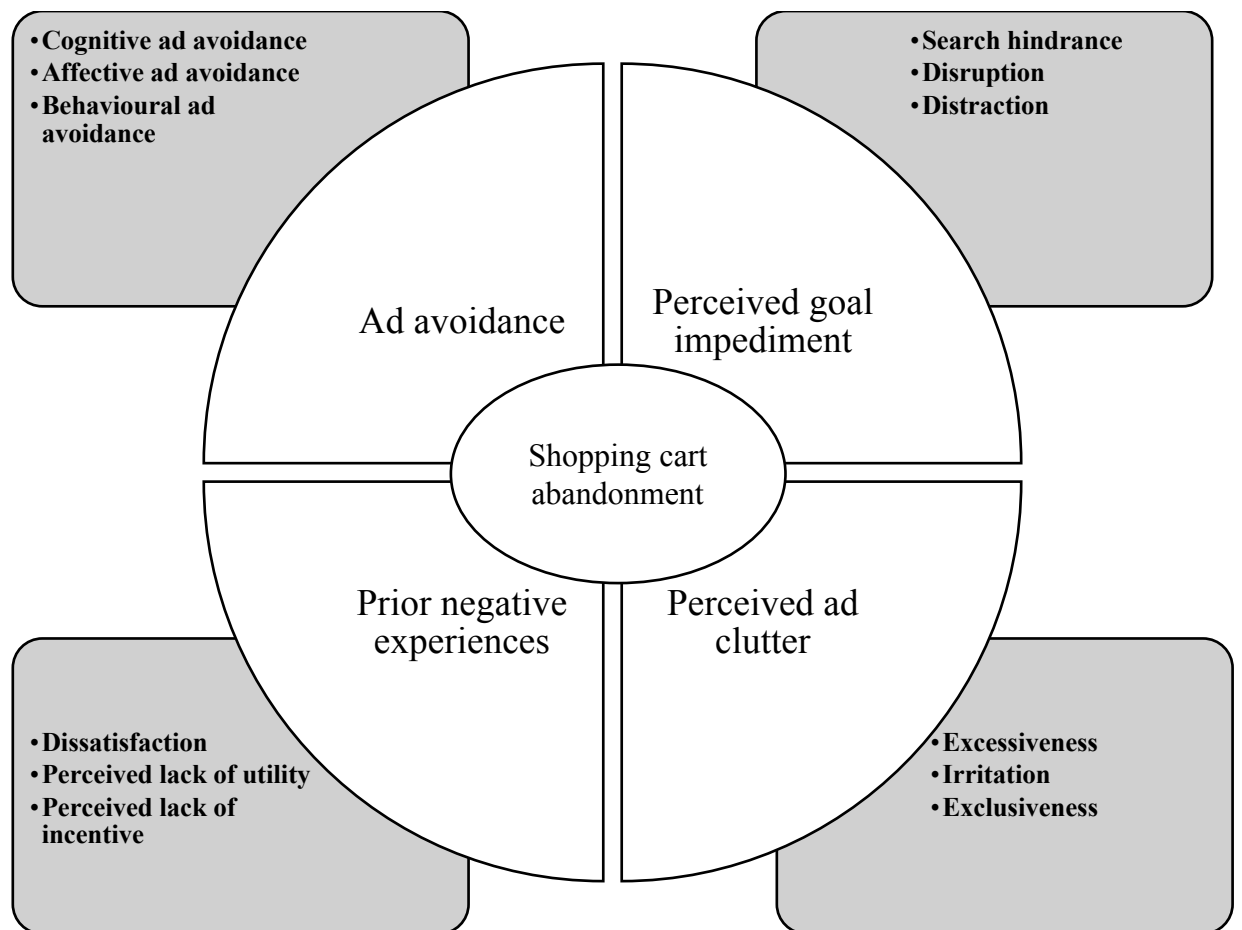 •Cognitive ad avoidance
•Affective ad avoidance
•Behavioural ad
avoidance
•Search hindrance
•Disruption
•Distraction
Ad avoidance
Perceived goal
impediment
Shopping cart
abandonment
Prior negative
experiences
Perceived ad
clutter
•Dissatisfaction
•Perceived lack of utility
•Perceived lack of
incentive
•Excessiveness
•Irritation
•Exclusiveness